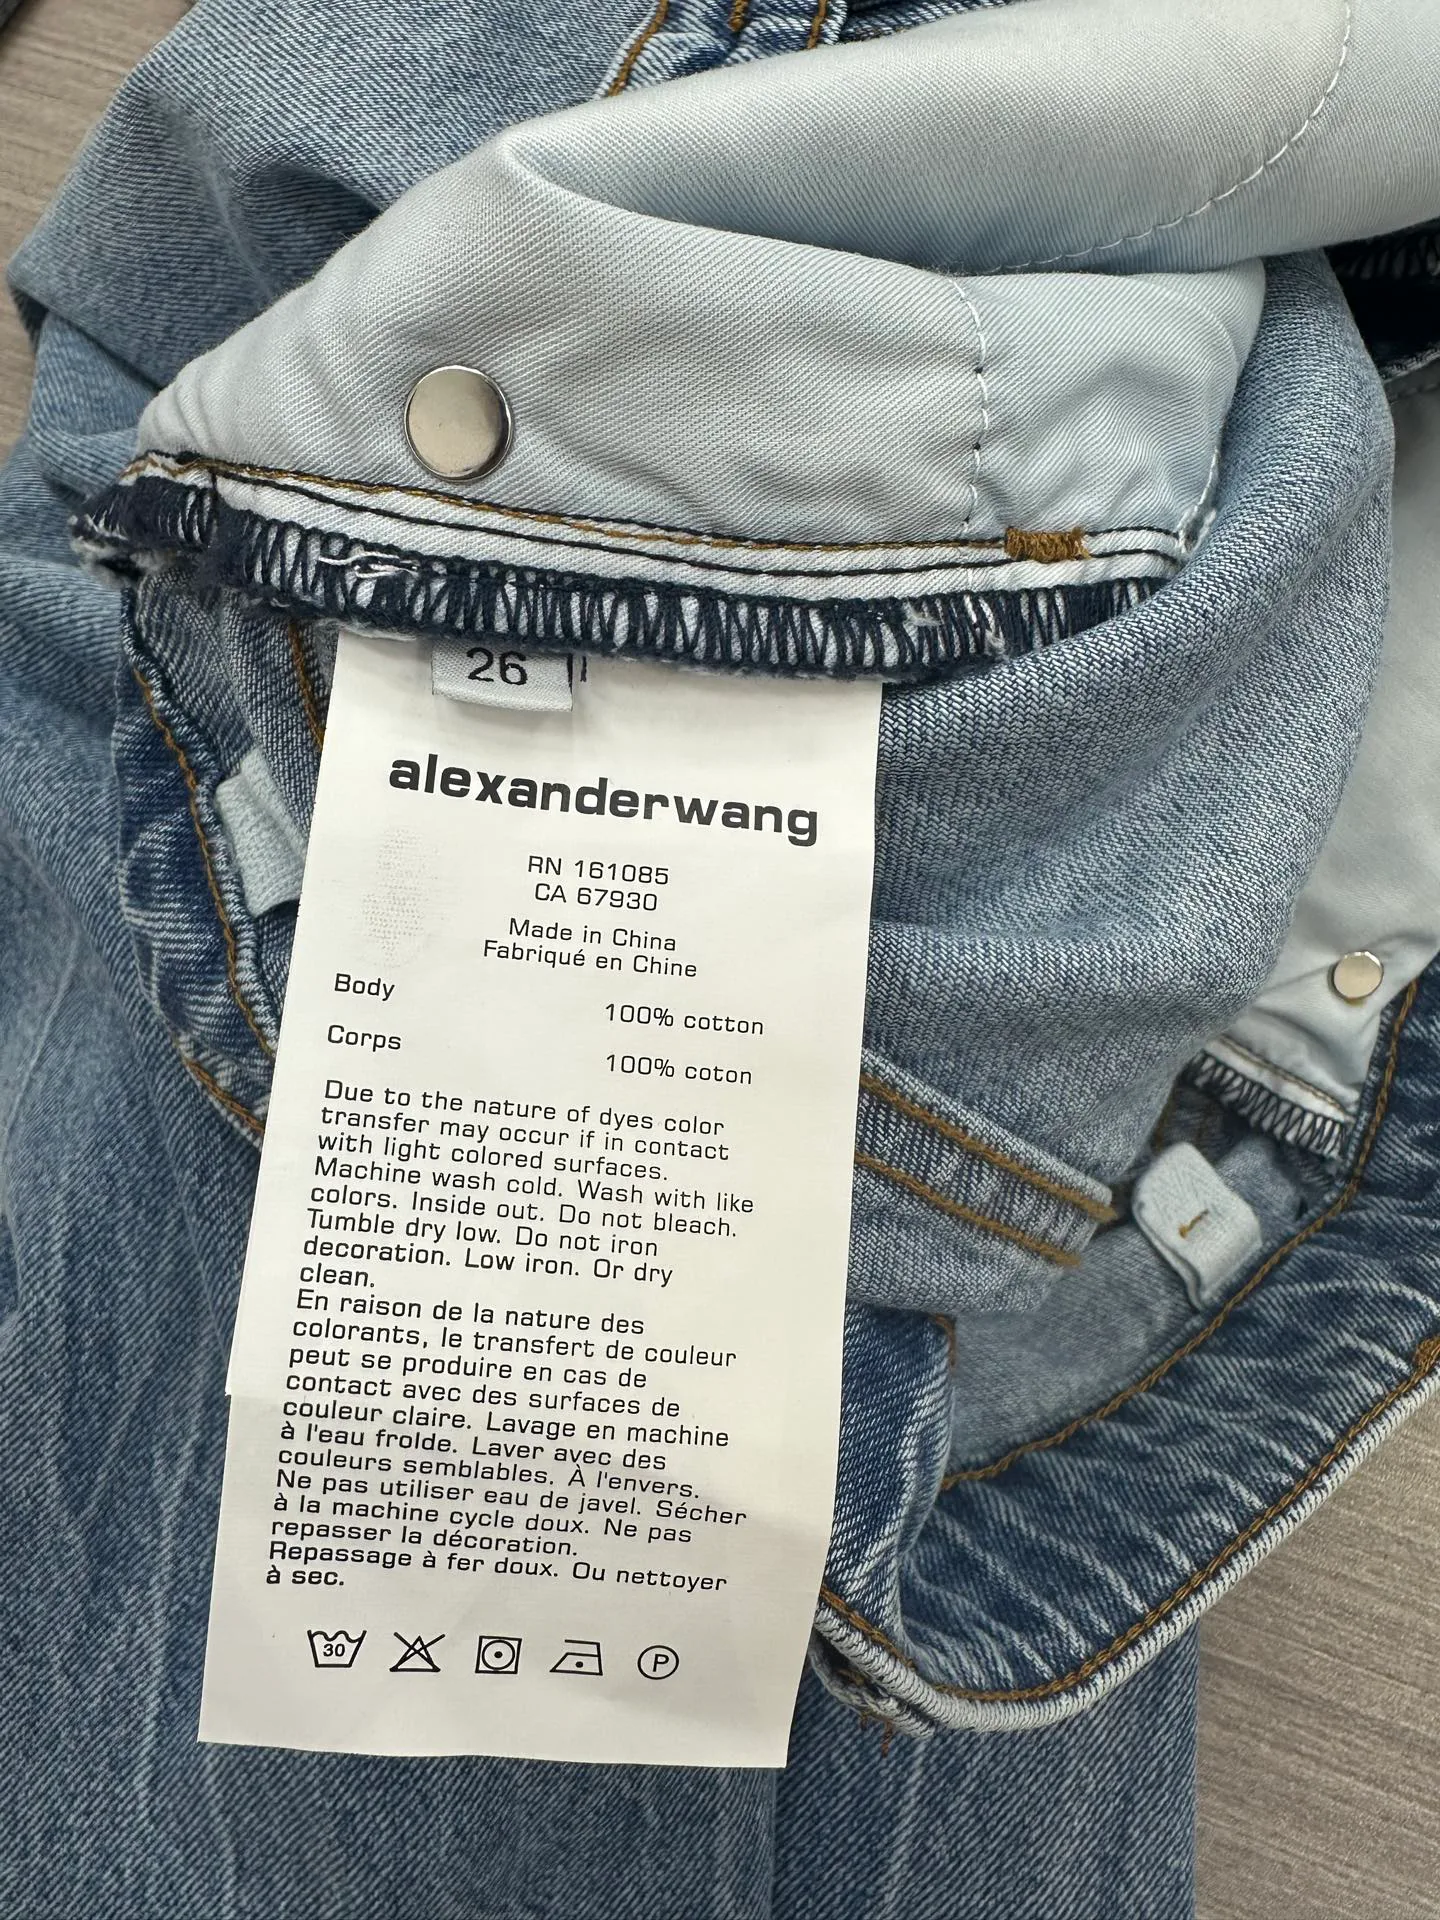 26
alexanderwang
RN 161085
CA 67930
Made in China
Fabriqué en Chine
Body
100% cotton
Corps
100% coton
Due to the nature of dyes color
transfer may occur if in contact
with light colored surfaces.
Machine wash cold. Wash with like
colors. Inside out. Do not bleach.
Tumble dry low. Do not iron
decoration. Low iron. Or dry
clean.
En raison de la nature des
colorants, le transfert de couleur
peut se produire en cas de
contact avec des surfaces de
couleur claire. Lavage en machine
à l'eau frolde. Laver avec des
couleurs semblables. À l'envers.
Ne pas utiliser eau de javel. Sécher
à la machine cycle doux. Ne pas
repasser la décoration.
Repassage à fer doux. Ou nettoyer
à sec.
30 P